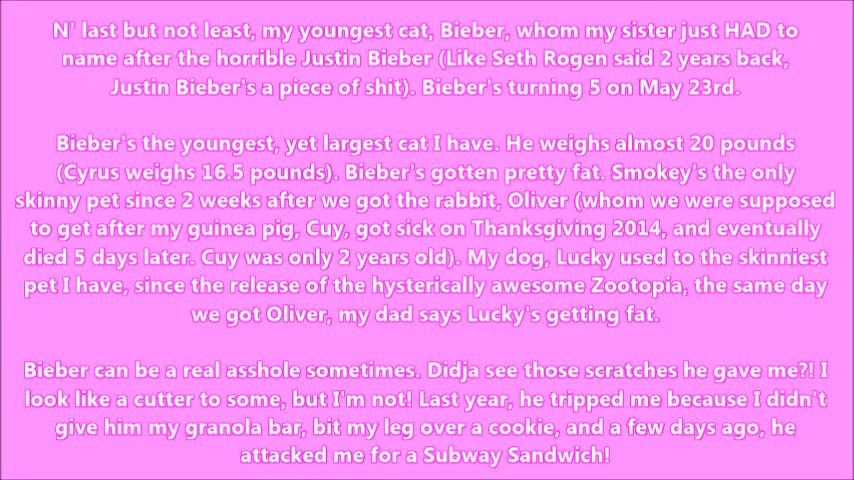 N' last but not least, my youngest cat, Bieber, whom my sister just HAD to
name after the horrible Justin Bieber (Like Seth Rogen said 2 years back,
Justin Bieber's a piece of shit). Bieber's turning 5 on May 23rd.
Bieber's the youngest, yet largest cat I have. He weighs almost 20 pounds
(Cyrus weighs 16.5 pounds). Bieber's gotten pretty fat. Smokey's the only
skinny pet since 2 weeks after we got the rabbit, Oliver (whom we were supposed
to get after my guinea pig, Cuy, got sick on Thanksgiving 2014, and eventually
died 5 days later. Cuy was only 2 years old). My dog, Lucky used to the skinniest
pet I have, since the release of the hysterically awesome Zootopia, the same day
we got Oliver, my dad says Lucky's getting fat.
Bieber can be a real asshole sometimes. Didja see those scratches he gave me?! I
look like a cutter to some, but I'm not! Last year, he tripped me because I didn't
give him my granola bar, bit my leg over a cookie, and a few days ago, he
attacked me for a Subway Sandwich!